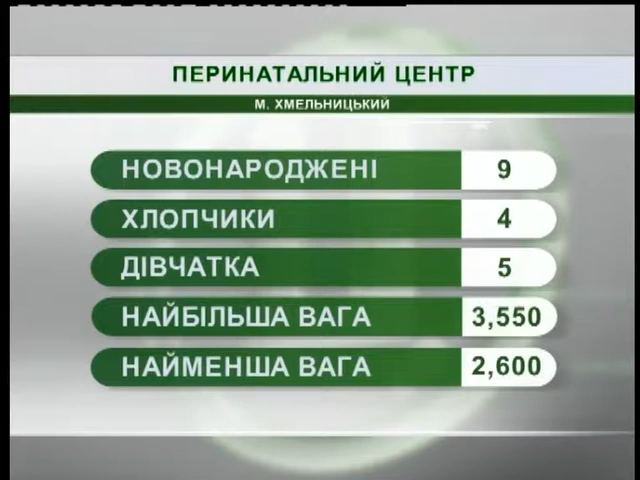 ПЕРИНАТАЛЬНИЙ ЦЕНТР
М. ХМЕЛЬНИЦЬКИЙ
НОВОНАРОДЖЕНІ 9
ХЛОПЧИКИ 4
ДІВЧАТКА 5
НАЙБІЛЬША ВАГА 3,550
НАЙМЕНША ВАГА 2,600